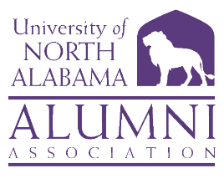 University of
NORTH
ALABAMA
ALUMNI
ASSOCIATION